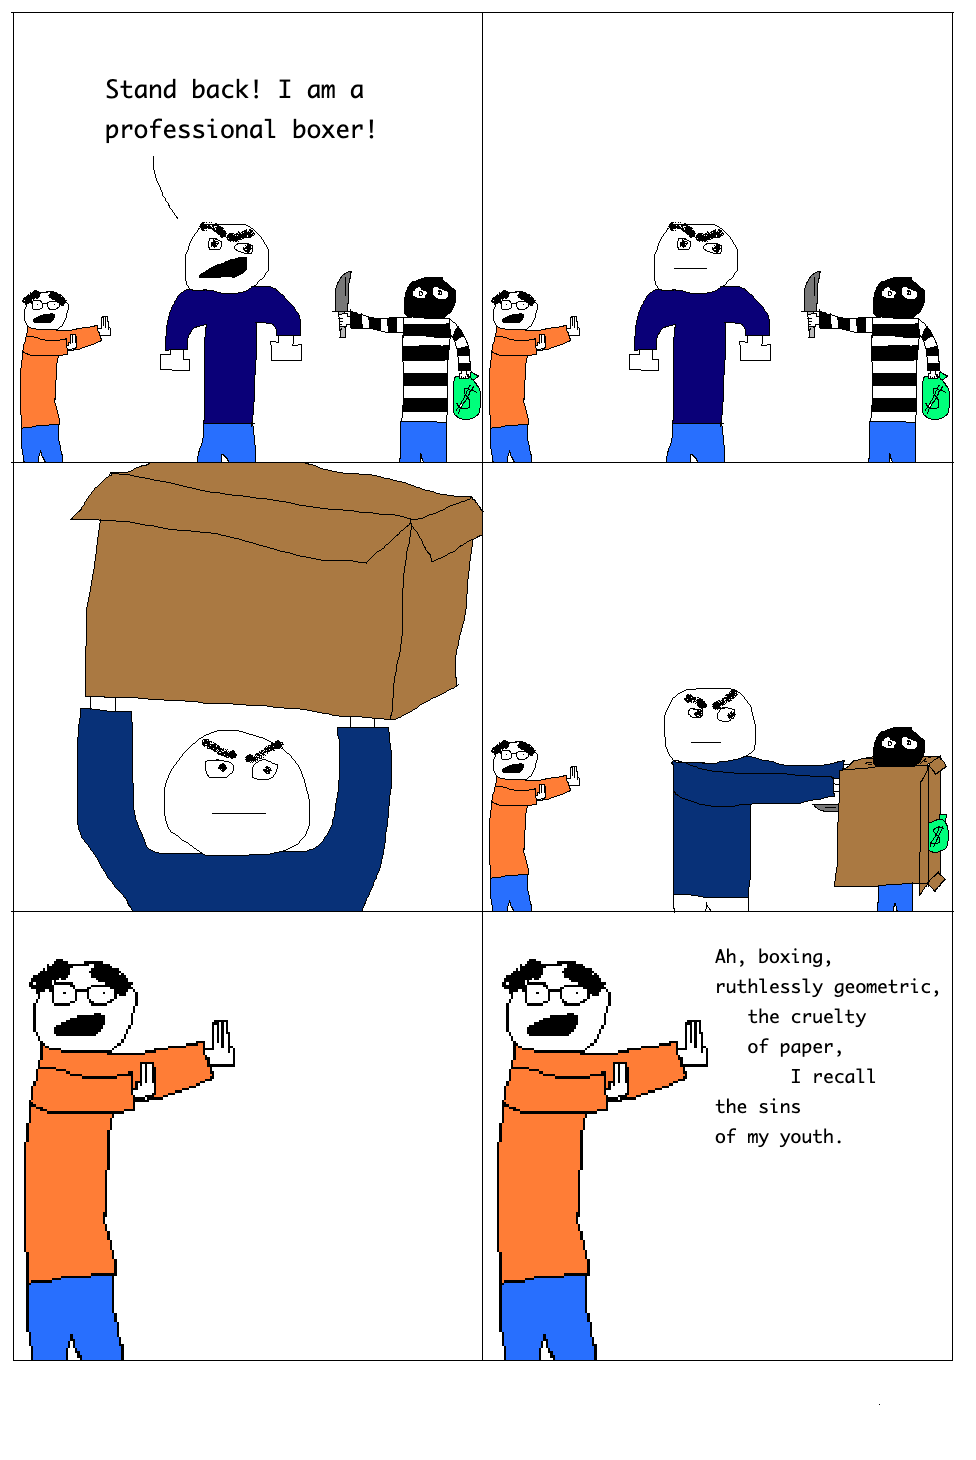 Stand back! I am a
professional boxer!
$
$
$
Ah, boxing,
ruthlessly geometric,
the cruelty
of paper,
I recall
the sins
of my youth.